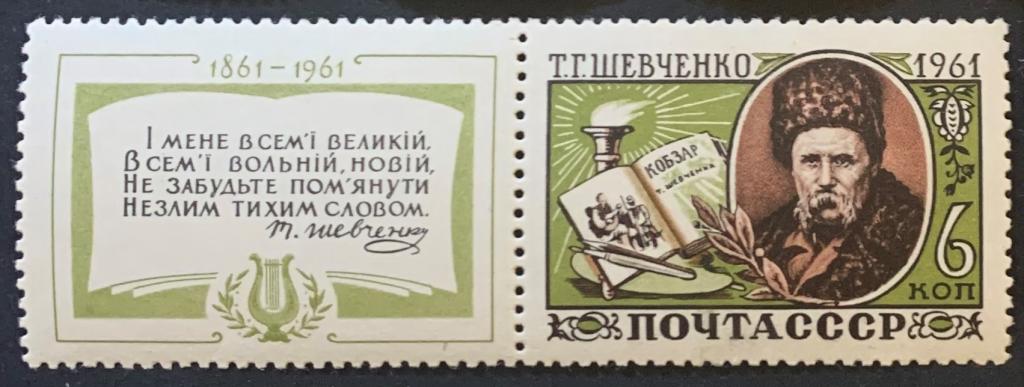 1861–1961
І МЕНЕ В СЕМ'Ї ВЕЛИКІЙ,
В СЕМ'Ї ВОЛЬНІЙ, НОВІЙ,
НЕ ЗАБУДЬТЕ ПОМ'ЯНУТИ
НЕЗЛИМ ТИХИМ СЛОВОМ.
Т. Шевченко
Т.Г. ШЕВЧЕНКО 1961
КОБЗАР
Т. ШЕВЧЕНКО
6
КОП
ПОЧТА СССР